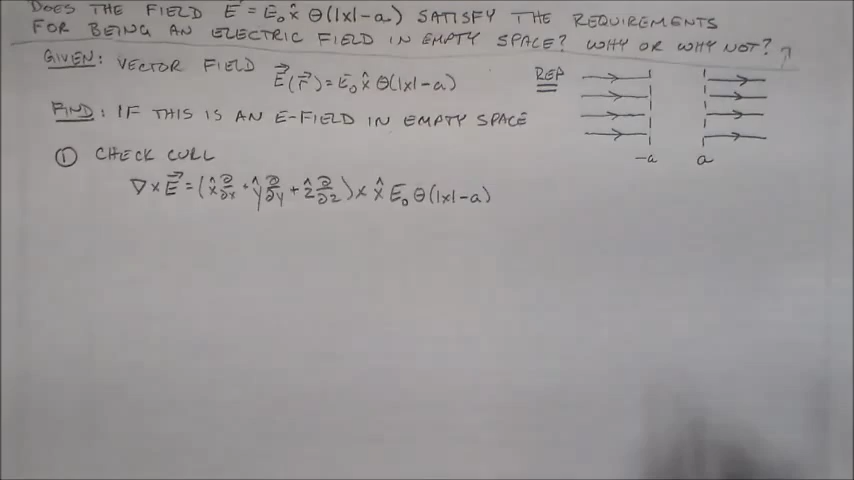 DOES THE FIELD E⃗ = E₀ x̂ Θ(|x|-a) SATISFY THE REQUIREMENTS
FOR BEING AN ELECTRIC FIELD IN EMPTY SPACE? WHY OR WHY NOT?
GIVEN: VECTOR FIELD E⃗(r⃗) = E₀ x̂ Θ(|x|-a)
REP
FIND: IF THIS IS AN E-FIELD IN EMPTY SPACE
-a a
① CHECK CURL
∇ × E⃗ = (x̂ ∂/∂x + ŷ ∂/∂y + ẑ ∂/∂z) × x̂ E₀ Θ(|x|-a)